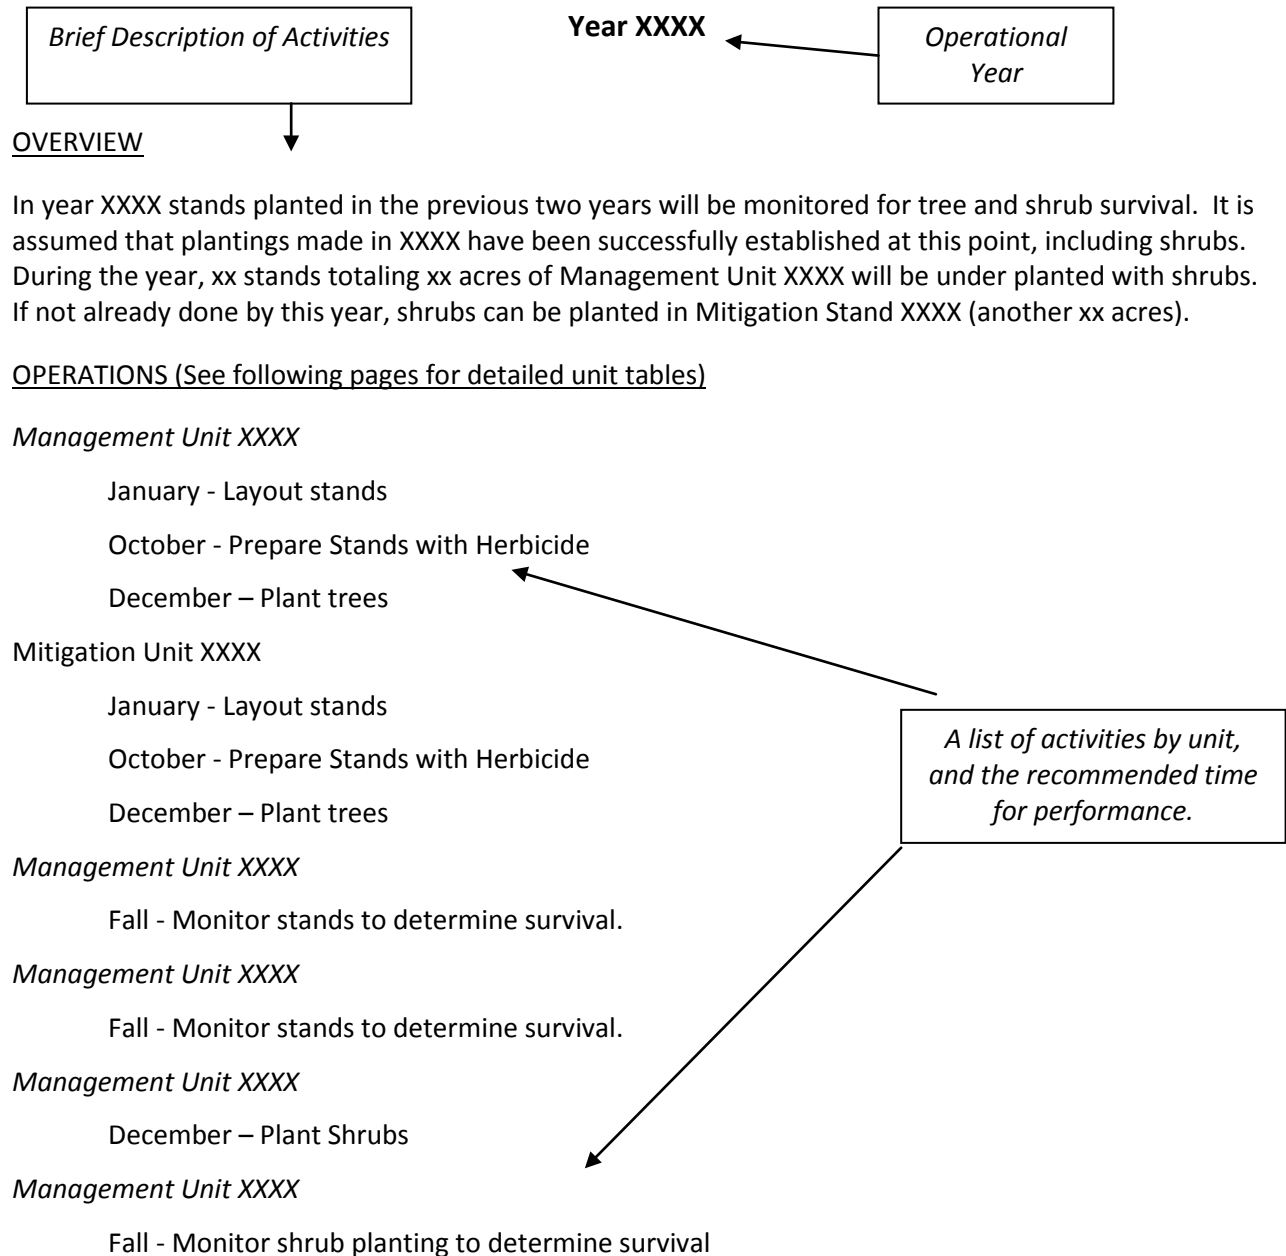 Brief Description of Activities
Year XXXX
Operational
Year
OVERVIEW
In year XXXX stands planted in the previous two years will be monitored for tree and shrub survival.  It is
assumed that plantings made in XXXX have been successfully established at this point, including shrubs.
During the year, xx stands totaling xx acres of Management Unit XXXX will be under planted with shrubs.
If not already done by this year, shrubs can be planted in Mitigation Stand XXXX (another xx acres).
OPERATIONS (See following pages for detailed unit tables)
Management Unit XXXX
January - Layout stands
October - Prepare Stands with Herbicide
December – Plant trees
Mitigation Unit XXXX
January - Layout stands
October - Prepare Stands with Herbicide
December – Plant trees
A list of activities by unit,
and the recommended time
for performance.
Management Unit XXXX
Fall - Monitor stands to determine survival.
Management Unit XXXX
Fall - Monitor stands to determine survival.
Management Unit XXXX
December – Plant Shrubs
Management Unit XXXX
Fall - Monitor shrub planting to determine survival